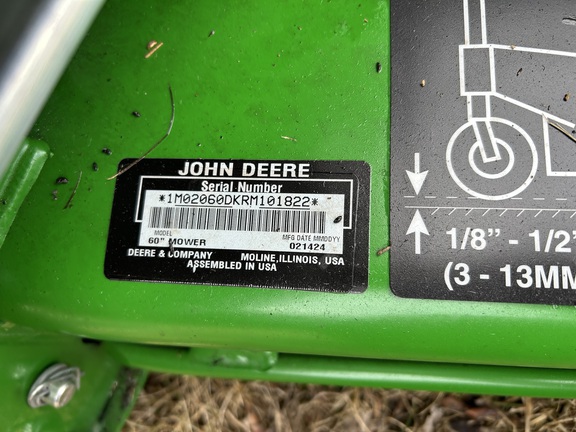 JOHN DEERE
Serial Number
*1M02060DKRM101822*
MODEL MFG DATE MMDDYY
60" MOWER 021424
DEERE & COMPANY MOLINE, ILLINOIS, USA
ASSEMBLED IN USA
1/8" - 1/2"
(3 - 13MM